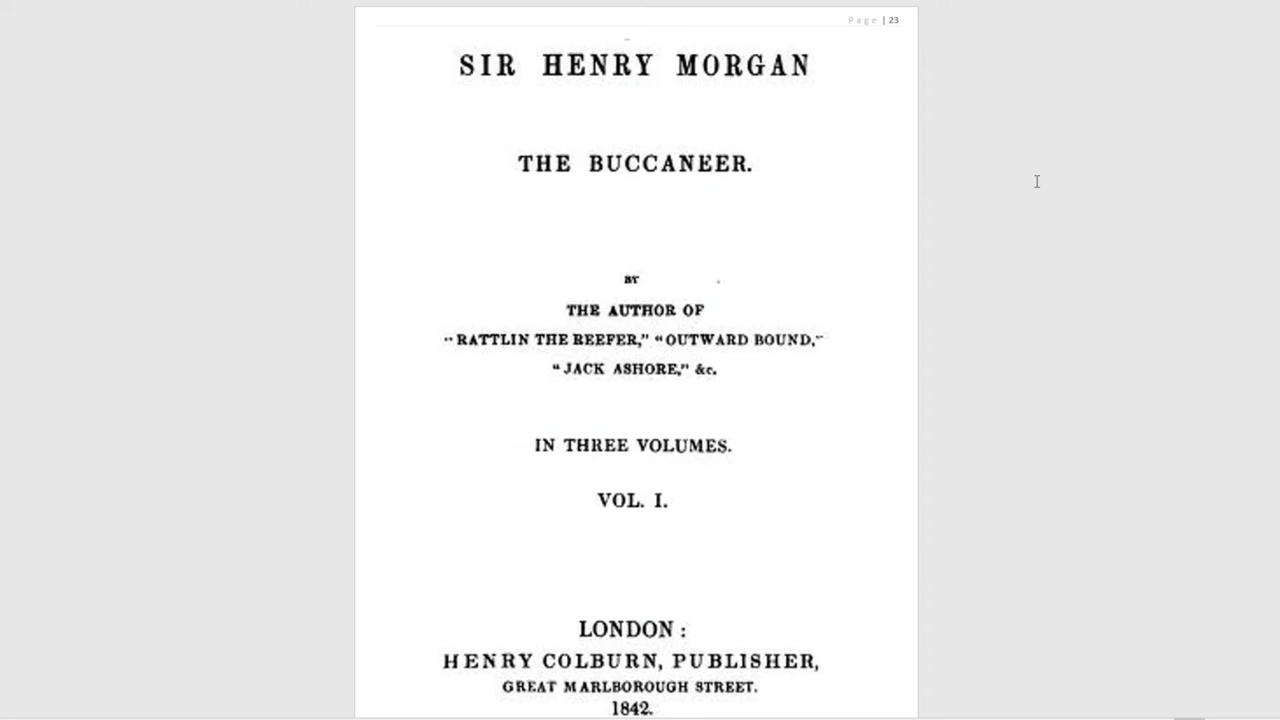 Page | 23
SIR HENRY MORGAN
THE BUCCANEER.
BY
THE AUTHOR OF
"RATTLIN THE REEFER," "OUTWARD BOUND,"
"JACK ASHORE," &c.
IN THREE VOLUMES.
VOL. I.
LONDON :
HENRY COLBURN, PUBLISHER,
GREAT MARLBOROUGH STREET.
1842.